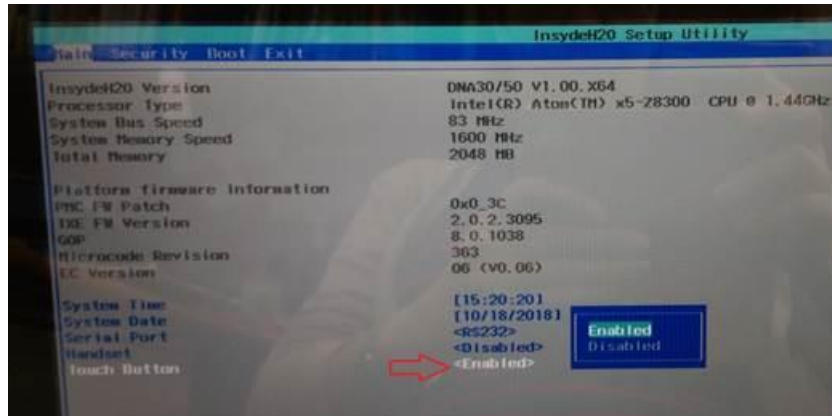 InsydeH20 Setup Utility
Main Security Boot Exit
InsydeH20 Version DNA30/50 V1.00.X64
Processor Type Intel(R) Atom(TM) x5-Z8300 CPU @ 1.44GHz
System Bus Speed 83 MHz
System Memory Speed 1600 MHz
Total Memory 2048 MB
Platform firmware Information
PMC FW Patch 0x0_3C
TXE FW Version 2.0.2.3095
GOP 8.0.1038
Microcode Revision 363
EC Version 06 (V0.06)
System Time [15:20:20]
System Date [10/18/2018]
Serial Port <RS232>
Handset <Disabled>
Touch Button <Enabled>
Enabled
Disabled